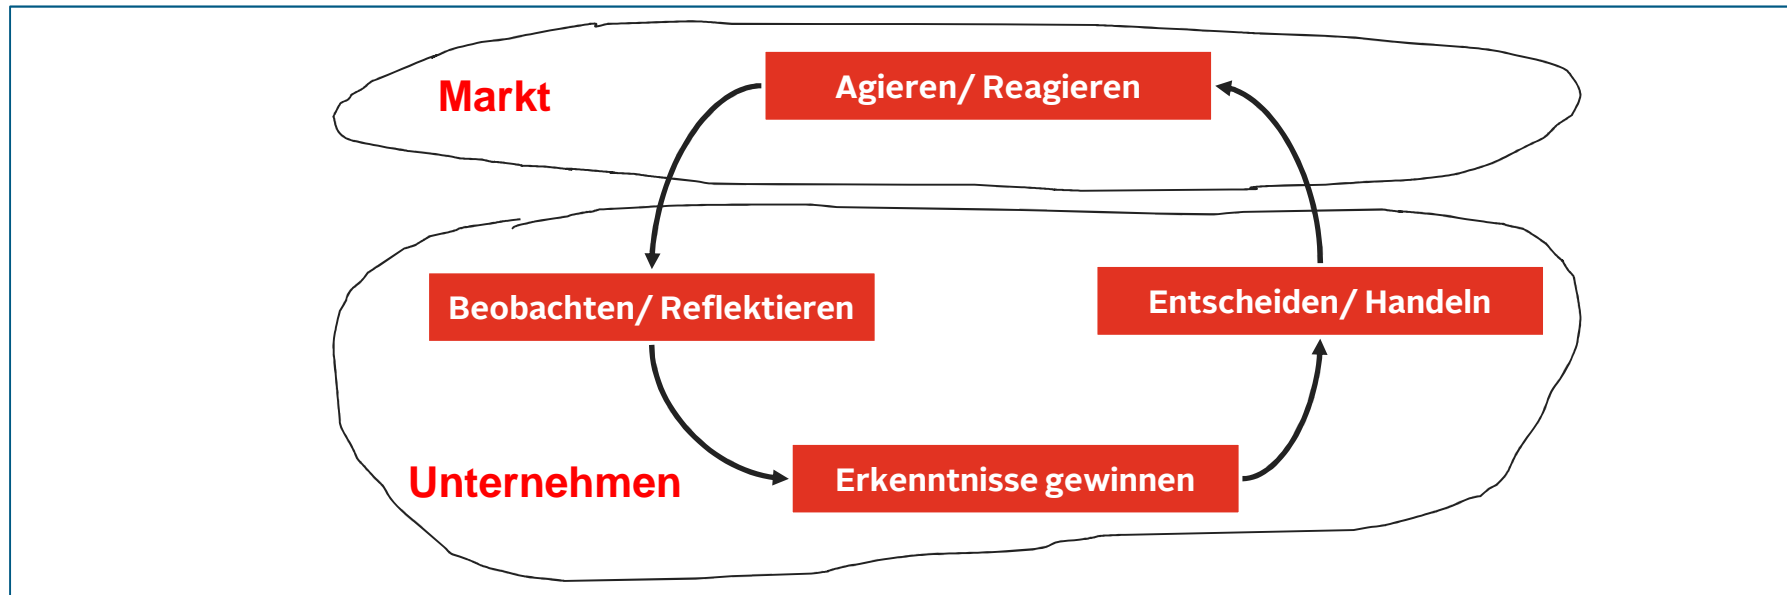 Markt
Agieren/ Reagieren
Beobachten/ Reflektieren
Entscheiden/ Handeln
Unternehmen
Erkenntnisse gewinnen